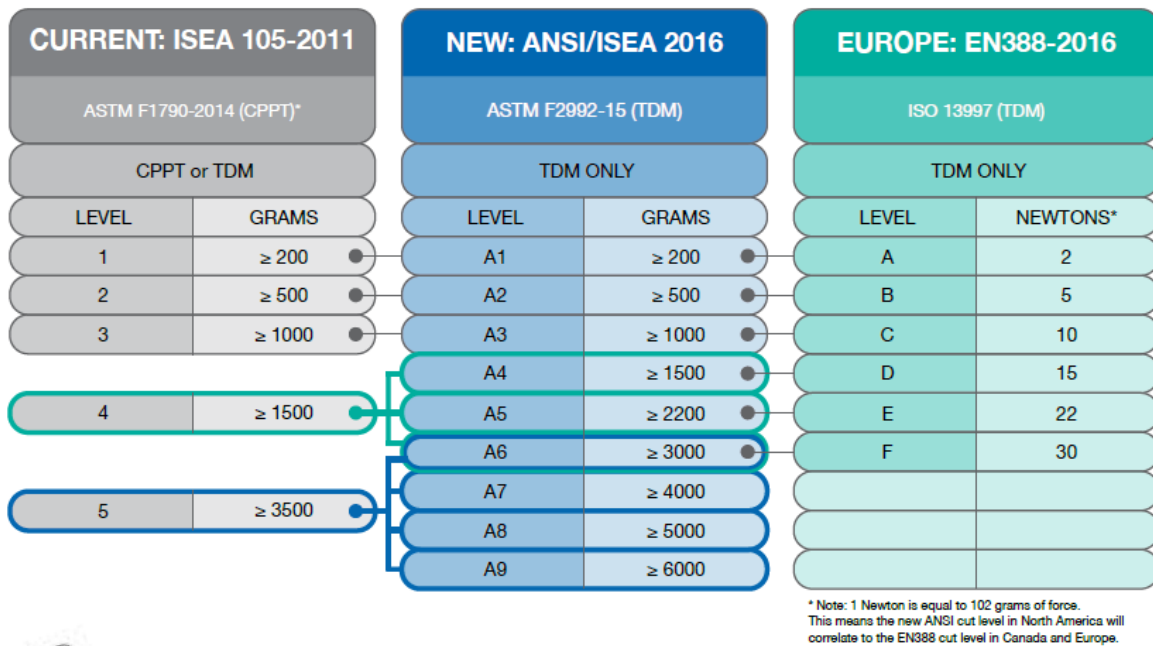 CURRENT: ISEA 105-2011
ASTM F1790-2014 (CPPT)*
CPPT or TDM
LEVEL GRAMS
1 ≥ 200
2 ≥ 500
3 ≥ 1000
4 ≥ 1500
5 ≥ 3500
NEW: ANSI/ISEA 2016
ASTM F2992-15 (TDM)
TDM ONLY
LEVEL GRAMS
A1 ≥ 200
A2 ≥ 500
A3 ≥ 1000
A4 ≥ 1500
A5 ≥ 2200
A6 ≥ 3000
A7 ≥ 4000
A8 ≥ 5000
A9 ≥ 6000
EUROPE: EN388-2016
ISO 13997 (TDM)
TDM ONLY
LEVEL NEWTONS*
A 2
B 5
C 10
D 15
E 22
F 30
* Note: 1 Newton is equal to 102 grams of force.
This means the new ANSI cut level in North America will
correlate to the EN388 cut level in Canada and Europe.